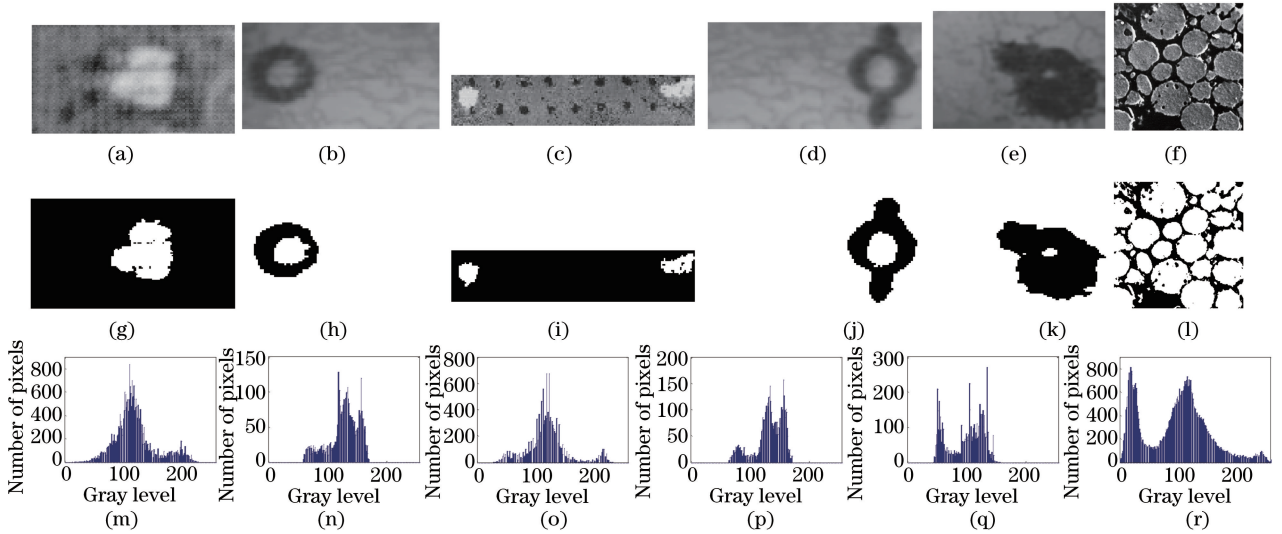 (a) (b) (c) (d) (e) (f)
(g) (h) (i) (j) (k) (l)
Number of pixels 800 600 400 200 0 0 100 200 Gray level (m)
Number of pixels 150 100 50 0 0 100 200 Gray level (n)
Number of pixels 800 600 400 200 0 0 100 200 Gray level (o)
Number of pixels 200 150 100 50 0 0 100 200 Gray level (p)
Number of pixels 300 200 100 0 0 100 200 Gray level (q)
Number of pixels 800 600 400 200 0 0 100 200 Gray level (r)